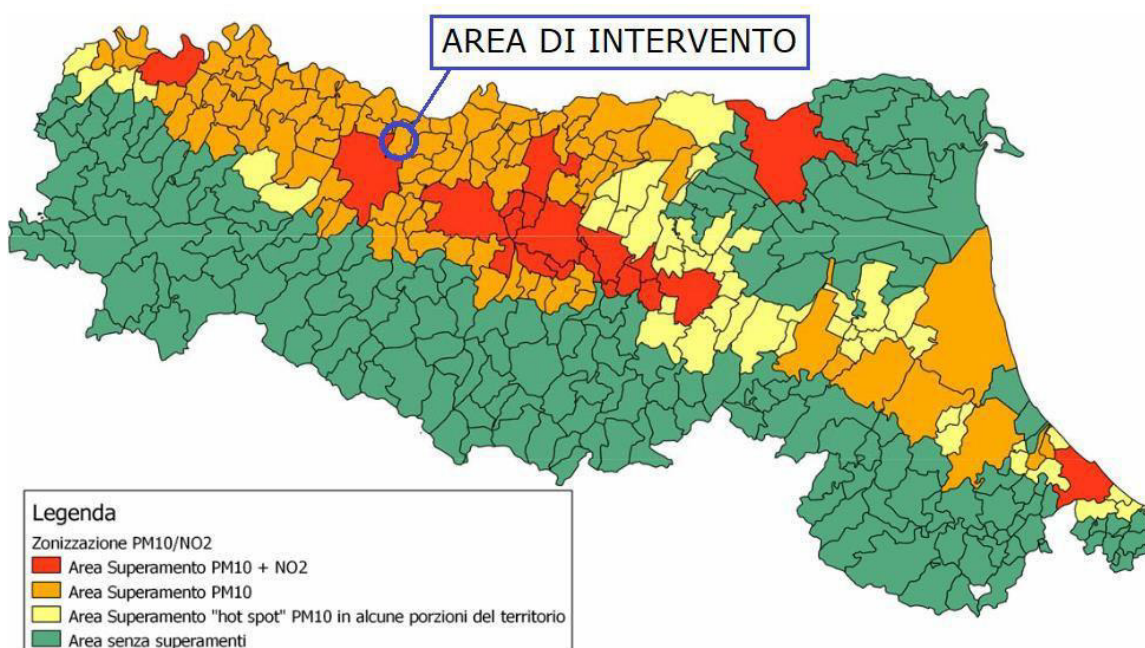 AREA DI INTERVENTO
Legenda
Zonizzazione PM10/NO2
Area Superamento PM10 + NO2
Area Superamento PM10
Area Superamento "hot spot" PM10 in alcune porzioni del territorio
Area senza superamenti